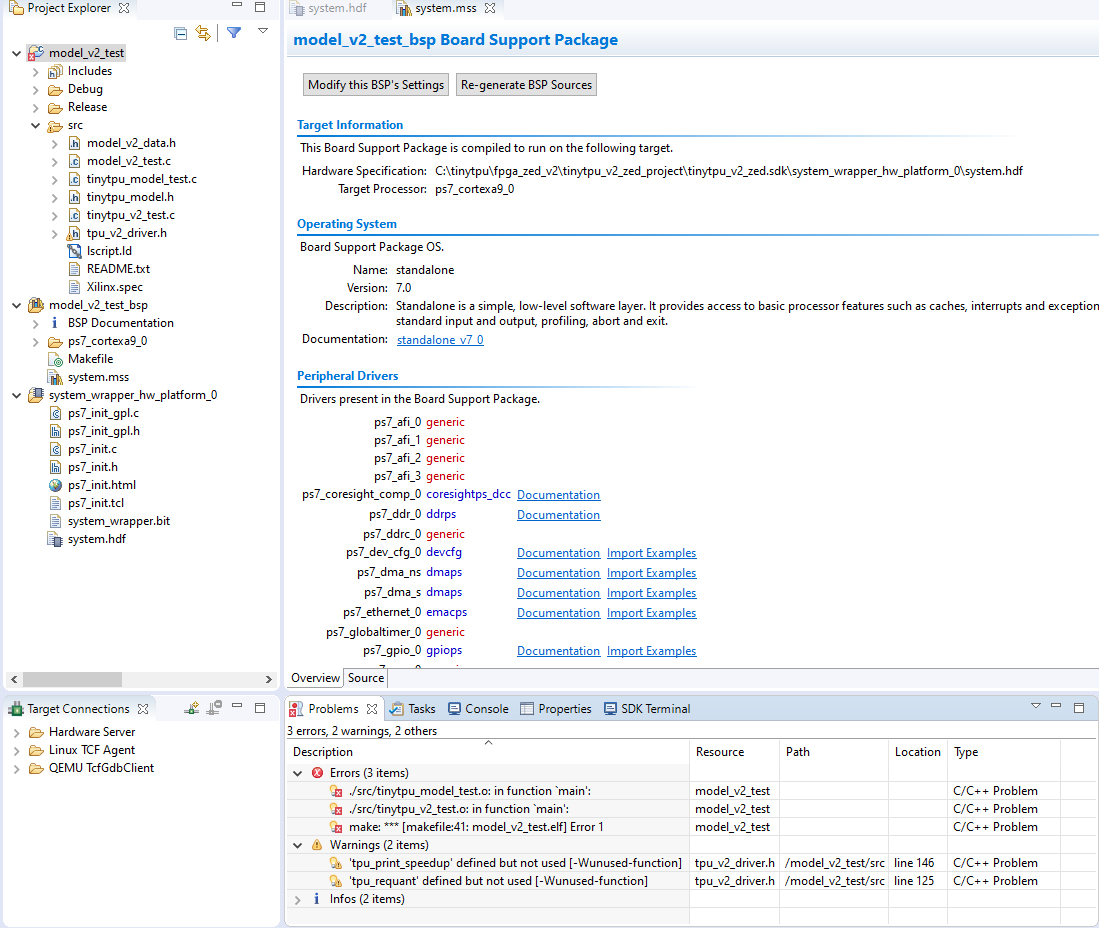 Project Explorer
model_v2_test
Includes
Debug
Release
src
model_v2_data.h
model_v2_test.c
tinytpu_model_test.c
tinytpu_model.h
tinytpu_v2_test.c
tpu_v2_driver.h
lscript.ld
README.txt
Xilinx.spec
model_v2_test_bsp
BSP Documentation
ps7_cortexa9_0
Makefile
system.mss
system_wrapper_hw_platform_0
ps7_init_gpl.c
ps7_init_gpl.h
ps7_init.c
ps7_init.h
ps7_init.html
ps7_init.tcl
system_wrapper.bit
system.hdf
Target Connections
Hardware Server
Linux TCF Agent
QEMU TcfGdbClient
system.hdf system.mss
model_v2_test_bsp Board Support Package
Modify this BSP's Settings Re-generate BSP Sources
Target Information
This Board Support Package is compiled to run on the following target.
Hardware Specification: C:\tinytpu\fpga_zed_v2\tinytpu_v2_zed_project\tinytpu_v2_zed.sdk\system_wrapper_hw_platform_0\system.hdf
Target Processor: ps7_cortexa9_0
Operating System
Board Support Package OS.
Name: standalone
Version: 7.0
Description: Standalone is a simple, low-level software layer. It provides access to basic processor features such as caches, interrupts and exception
standard input and output, profiling, abort and exit.
Documentation: standalone_v7_0
Peripheral Drivers
Drivers present in the Board Support Package.
ps7_afi_0 generic
ps7_afi_1 generic
ps7_afi_2 generic
ps7_afi_3 generic
ps7_coresight_comp_0 coresightps_dcc Documentation
ps7_ddr_0 ddrps Documentation
ps7_ddrc_0 generic
ps7_dev_cfg_0 devcfg Documentation Import Examples
ps7_dma_ns dmaps Documentation Import Examples
ps7_dma_s dmaps Documentation Import Examples
ps7_ethernet_0 emacps Documentation Import Examples
ps7_globaltimer_0 generic
ps7_gpio_0 gpiops Documentation Import Examples
Overview Source
Problems Tasks Console Properties SDK Terminal
3 errors, 2 warnings, 2 others
Description Resource Path Location Type
Errors (3 items)
./src/tinytpu_model_test.o: in function `main': model_v2_test C/C++ Problem
./src/tinytpu_v2_test.o: in function `main': model_v2_test C/C++ Problem
make: *** [makefile:41: model_v2_test.elf] Error 1 model_v2_test C/C++ Problem
Warnings (2 items)
'tpu_print_speedup' defined but not used [-Wunused-function] tpu_v2_driver.h /model_v2_test/src line 146 C/C++ Problem
'tpu_requant' defined but not used [-Wunused-function] tpu_v2_driver.h /model_v2_test/src line 125 C/C++ Problem
Infos (2 items)